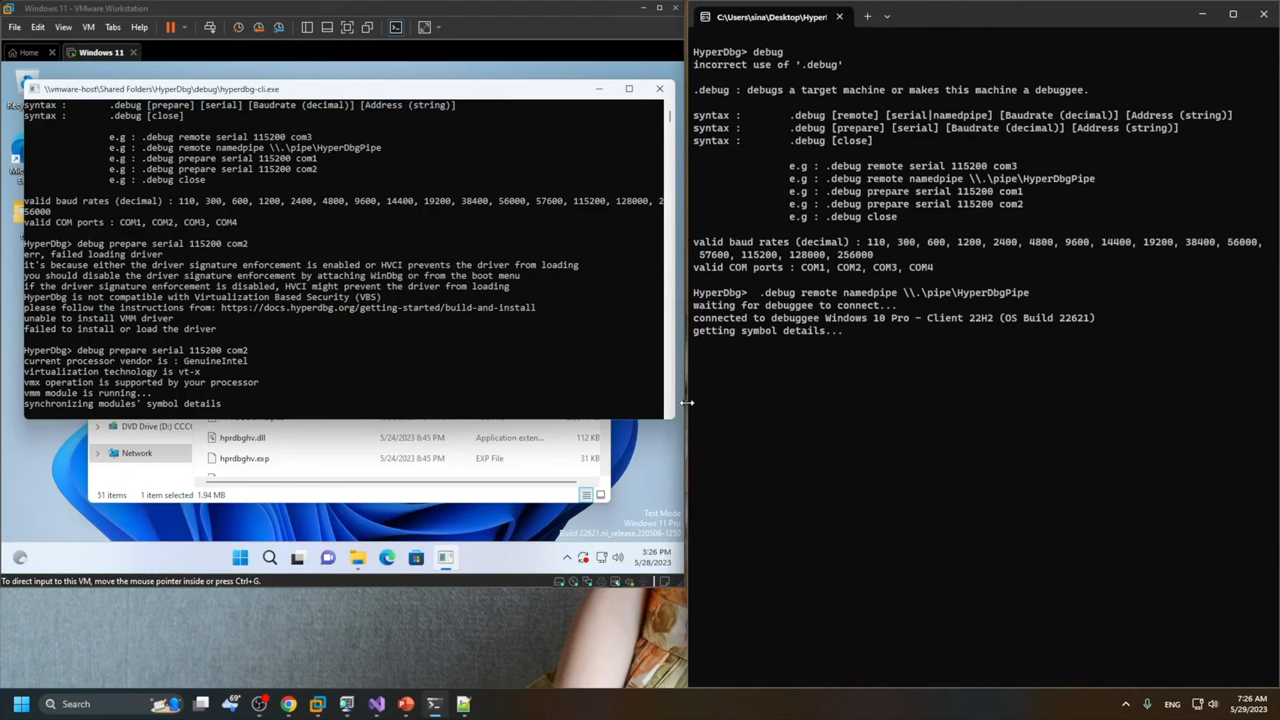 Windows 11 - VMware Workstation
File Edit View VM Tabs Help
Home
Windows 11
\\vmware-host\Shared Folders\HyperDbg\debug\hyperdbg-cli.exe
syntax : .debug [prepare] [serial] [Baudrate (decimal)] [Address (string)]
syntax : .debug [close]
e.g : .debug remote serial 115200 com3
e.g : .debug remote namedpipe \\.\pipe\HyperDbgPipe
e.g : .debug prepare serial 115200 com1
e.g : .debug prepare serial 115200 com2
e.g : .debug close
valid baud rates (decimal) : 110, 300, 600, 1200, 2400, 4800, 9600, 14400, 19200, 38400, 56000, 57600, 115200, 128000, 2
56000
valid COM ports : COM1, COM2, COM3, COM4
HyperDbg> debug prepare serial 115200 com2
err, failed loading driver
it's because either the driver signature enforcement is enabled or HVCI prevents the driver from loading
you should disable the driver signature enforcement by attaching WinDbg or from the boot menu
if the driver signature enforcement is disabled, HVCI might prevent the driver from loading
HyperDbg is not compatible with Virtualization Based Security (VBS)
please follow the instructions from: https://docs.hyperdbg.org/getting-started/build-and-install
unable to install VMM driver
failed to install or load the driver
HyperDbg> debug prepare serial 115200 com2
current processor vendor is : GenuineIntel
virtualization technology is vt-x
vmx operation is supported by your processor
vmm module is running...
synchronizing modules' symbol details
DVD Drive (D:) CCC
Network
hprdbghv.dll 5/24/2023 8:45 PM Application exten... 112 KB
hprdbghv.exp 5/24/2023 8:45 PM EXP File 31 KB
51 items 1 item selected 1.94 MB
Test Mode
Windows 11 Pro
Build 22621.ni_release.220506-1250
3:26 PM
5/28/2023
To direct input to this VM, move the mouse pointer inside or press Ctrl+G.
C:\Users\sina\Desktop\Hyper
HyperDbg> debug
incorrect use of '.debug'
.debug : debugs a target machine or makes this machine a debuggee.
syntax : .debug [remote] [serial|namedpipe] [Baudrate (decimal)] [Address (string)]
syntax : .debug [prepare] [serial] [Baudrate (decimal)] [Address (string)]
syntax : .debug [close]
e.g : .debug remote serial 115200 com3
e.g : .debug remote namedpipe \\.\pipe\HyperDbgPipe
e.g : .debug prepare serial 115200 com1
e.g : .debug prepare serial 115200 com2
e.g : .debug close
valid baud rates (decimal) : 110, 300, 600, 1200, 2400, 4800, 9600, 14400, 19200, 38400, 56000,
57600, 115200, 128000, 256000
valid COM ports : COM1, COM2, COM3, COM4
HyperDbg> .debug remote namedpipe \\.\pipe\HyperDbgPipe
waiting for debuggee to connect...
connected to debuggee Windows 10 Pro - Client 22H2 (OS Build 22621)
getting symbol details...
Search
69°
ENG
7:26 AM
5/29/2023